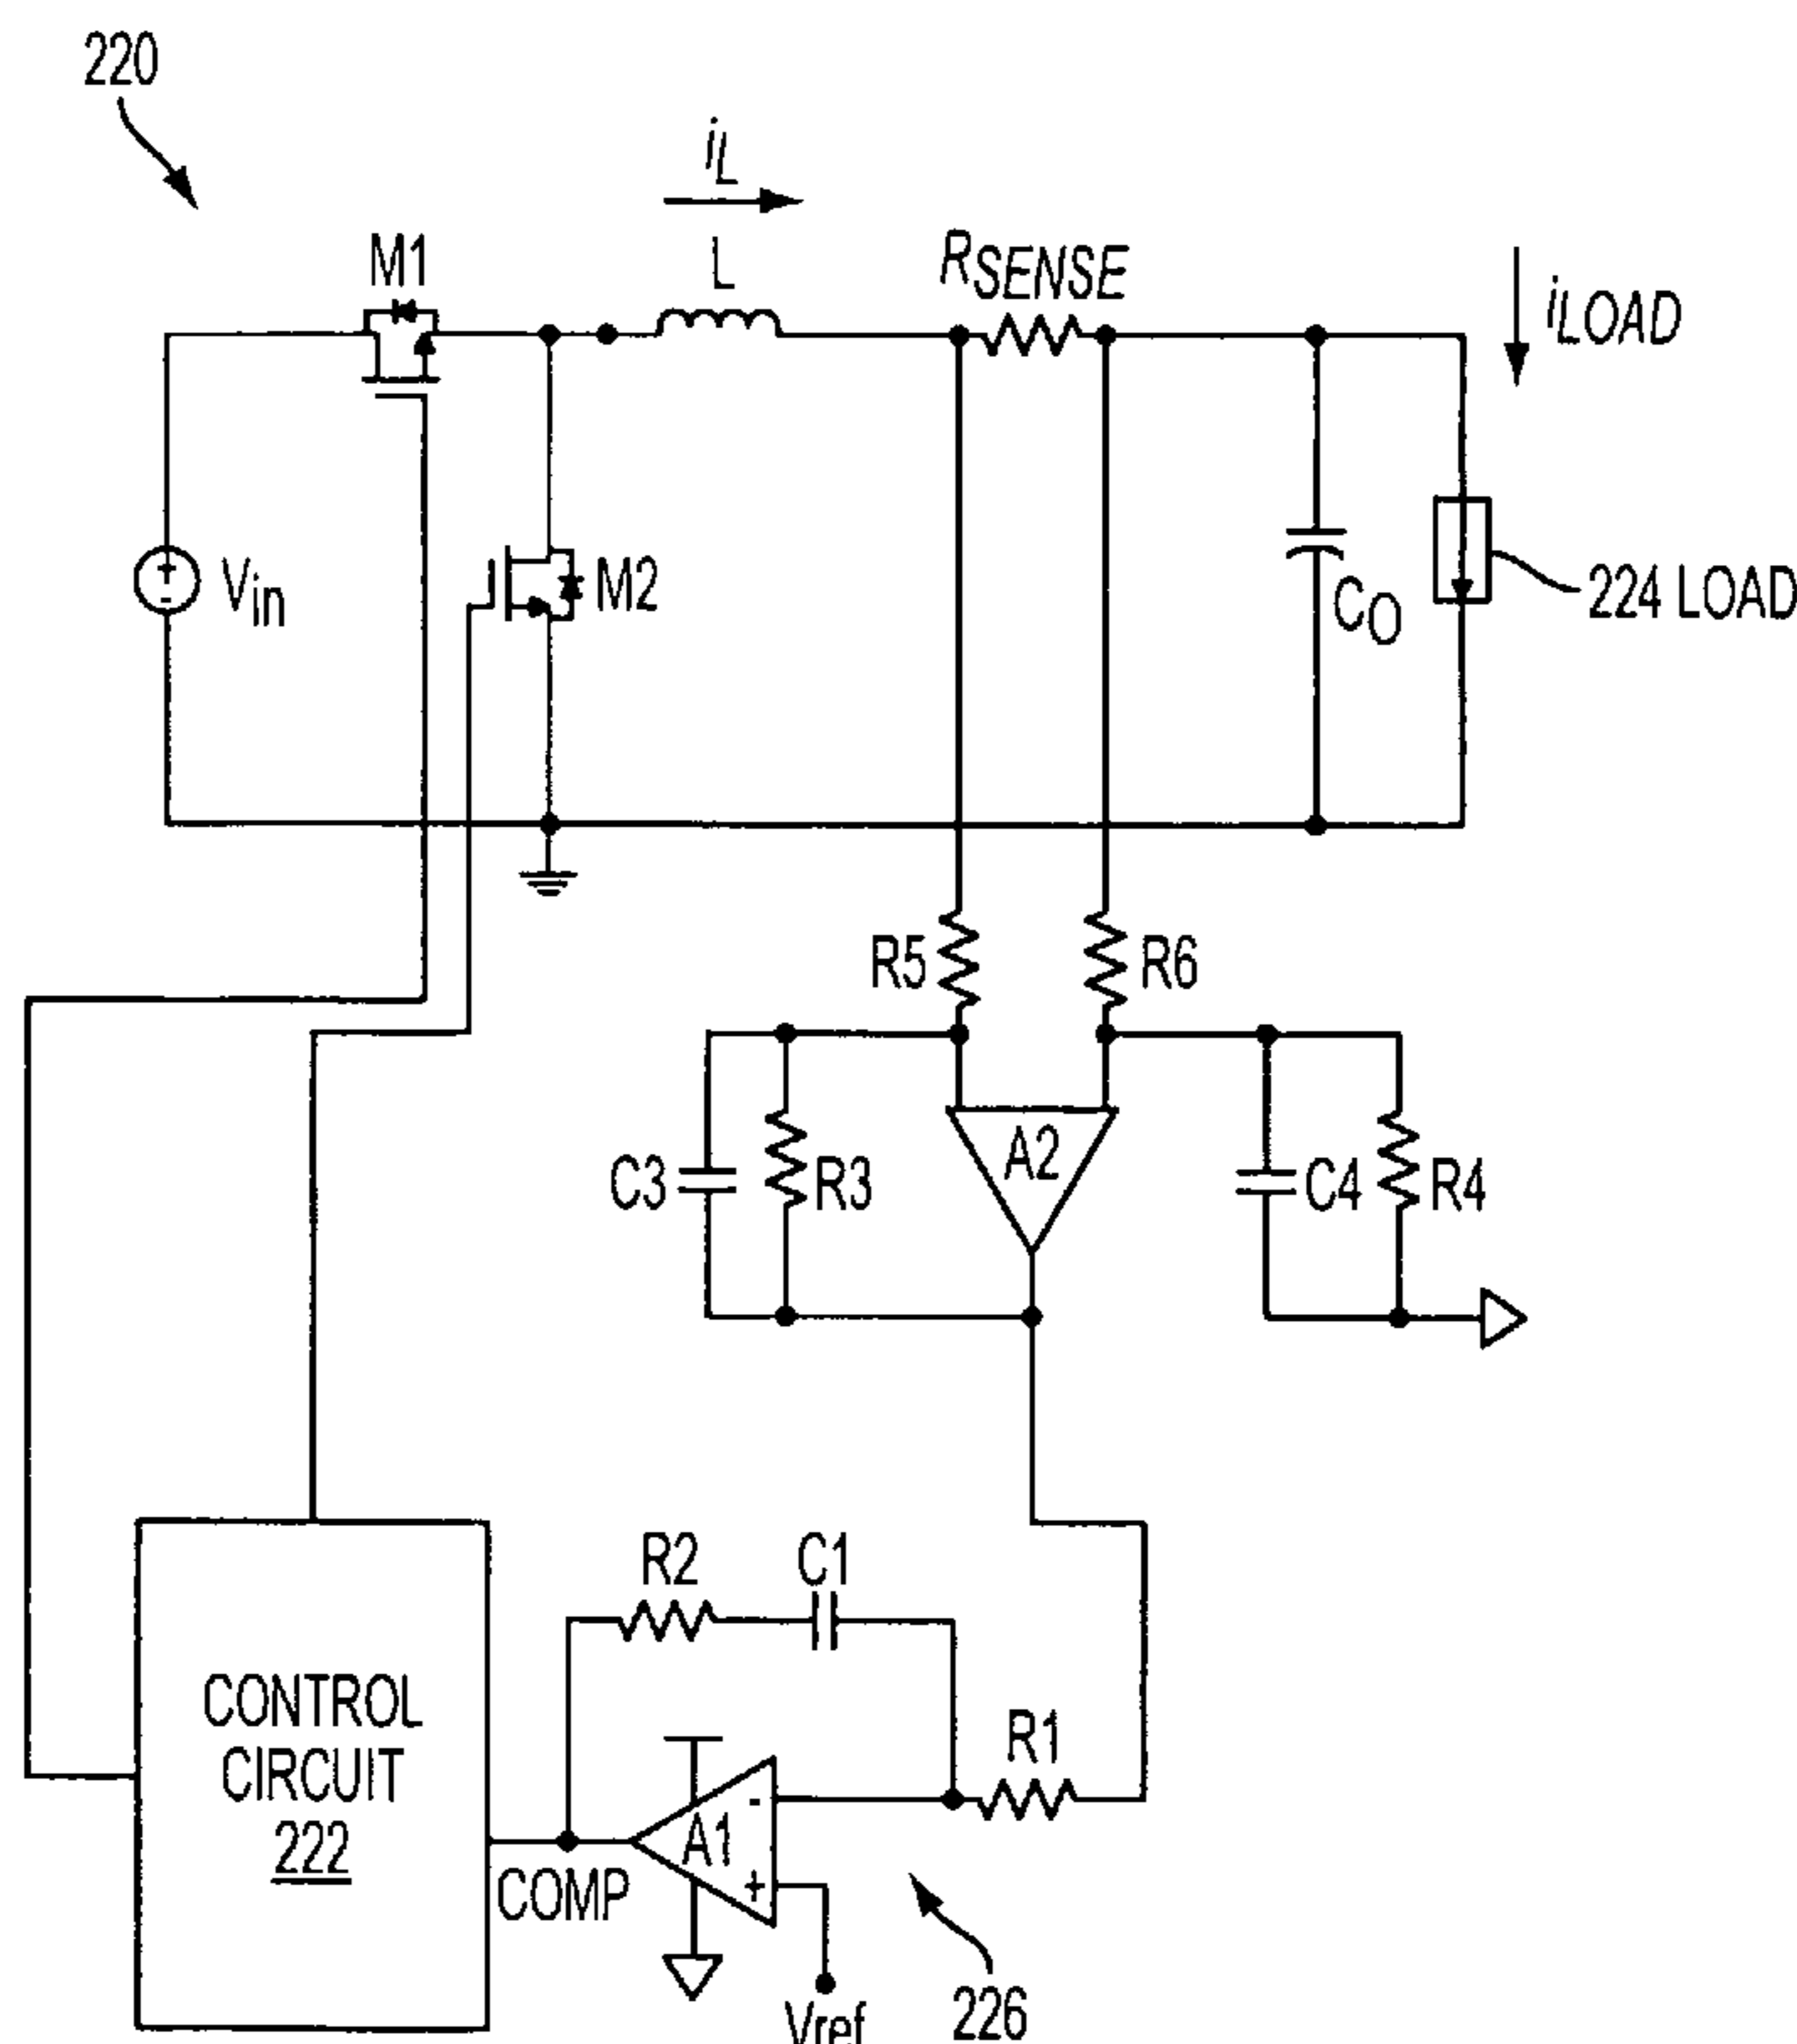 220
iL
M1
L
RSENSE
iLOAD
+
-
Vin
M2
CO
224 LOAD
R5
R6
A2
C3
R3
C4
R4
R2
C1
CONTROL
CIRCUIT
222
R1
-
A1
+
COMP
Vref
226